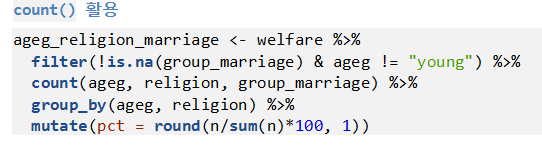 count() 활용
ageg_religion_marriage <- welfare %>%
filter(!is.na(group_marriage) & ageg != "young") %>%
count(ageg, religion, group_marriage) %>%
group_by(ageg, religion) %>%
mutate(pct = round(n/sum(n)*100, 1))